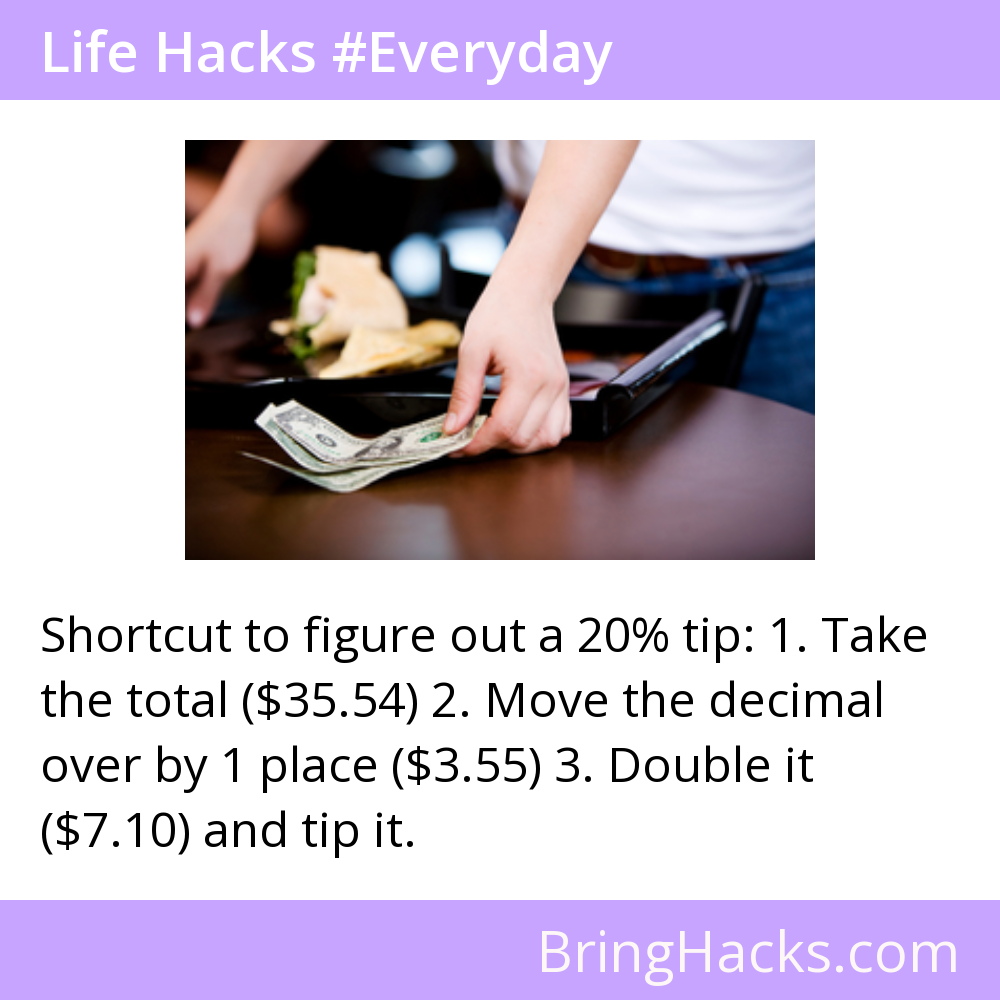 Life Hacks #Everyday
Shortcut to figure out a 20% tip: 1. Take
the total ($35.54) 2. Move the decimal
over by 1 place ($3.55) 3. Double it
($7.10) and tip it.
BringHacks.com